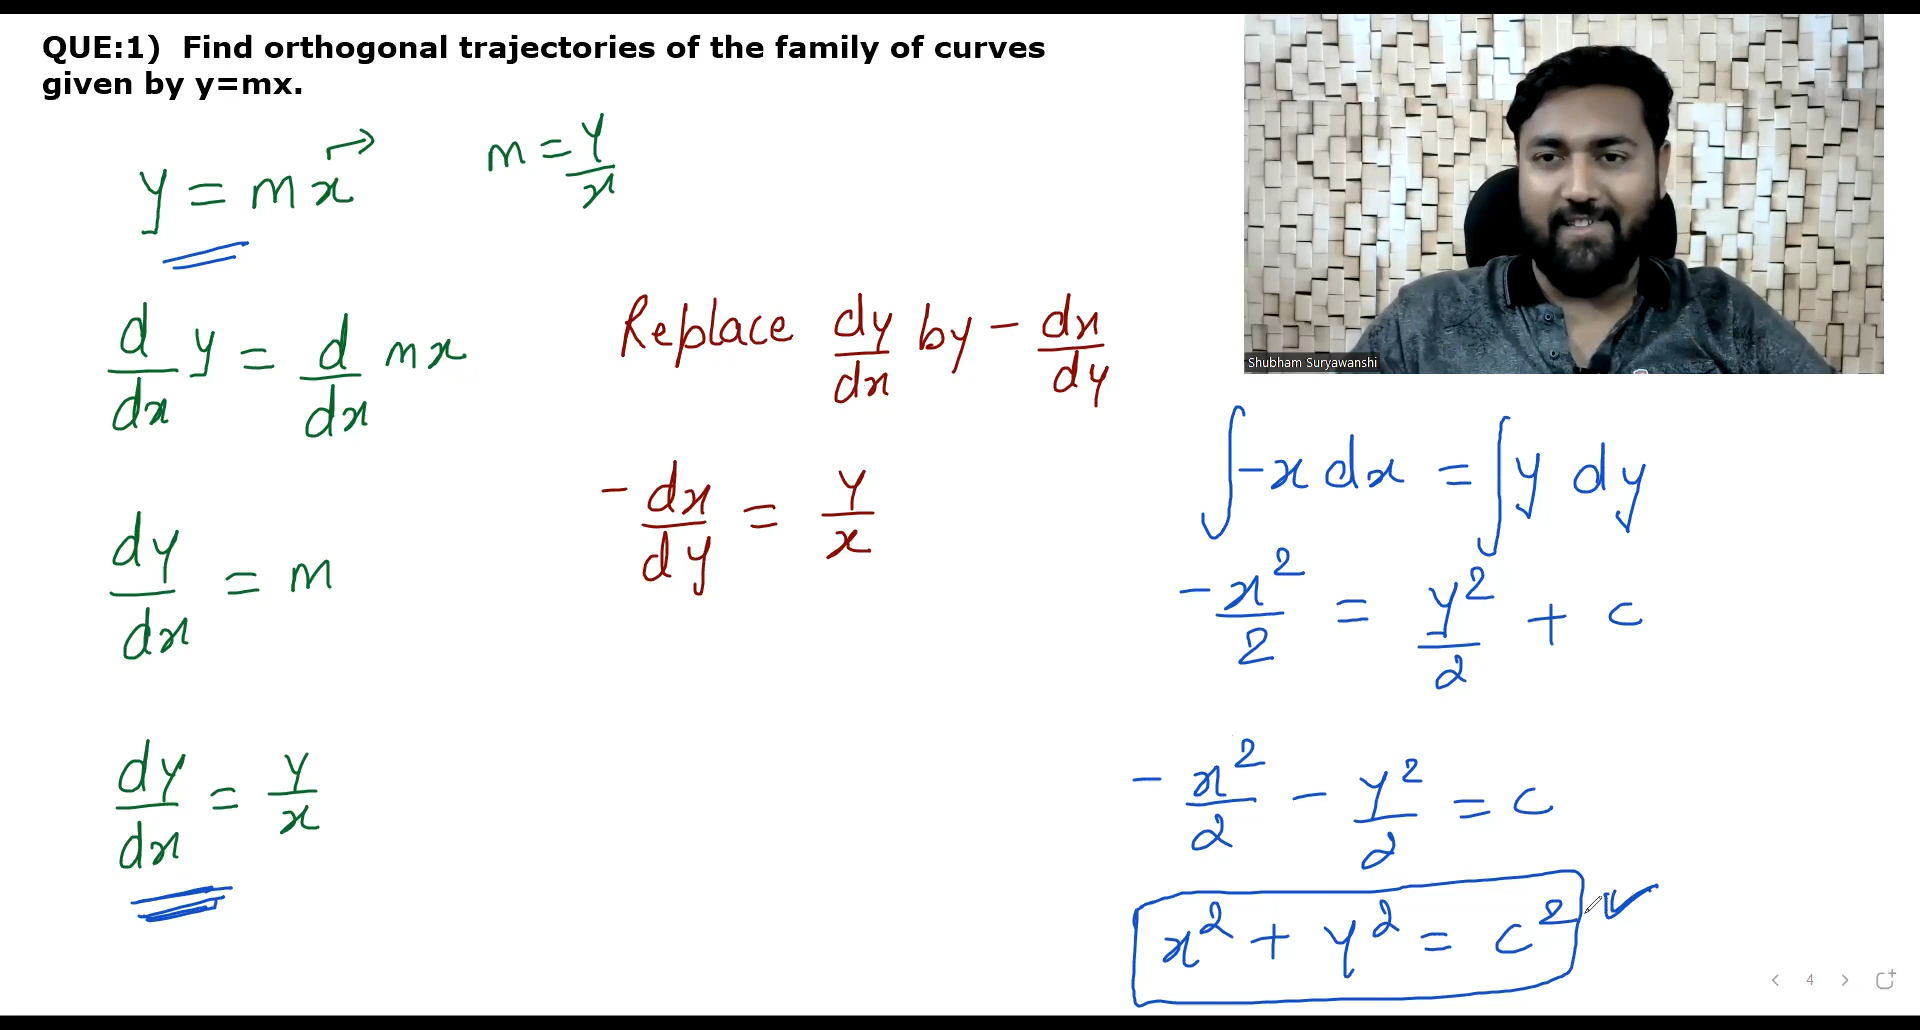 QUE:1) Find orthogonal trajectories of the family of curves
given by y=mx.
y = mx
m = y/x
d/dx y = d/dx mx
dy/dx = m
dy/dx = y/x
Replace dy/dx by - dx/dy
- dx/dy = y/x
Shubham Suryawanshi
∫-x dx = ∫y dy
-x²/2 = y²/2 + c
- x²/2 - y²/2 = c
x² + y² = c²
4